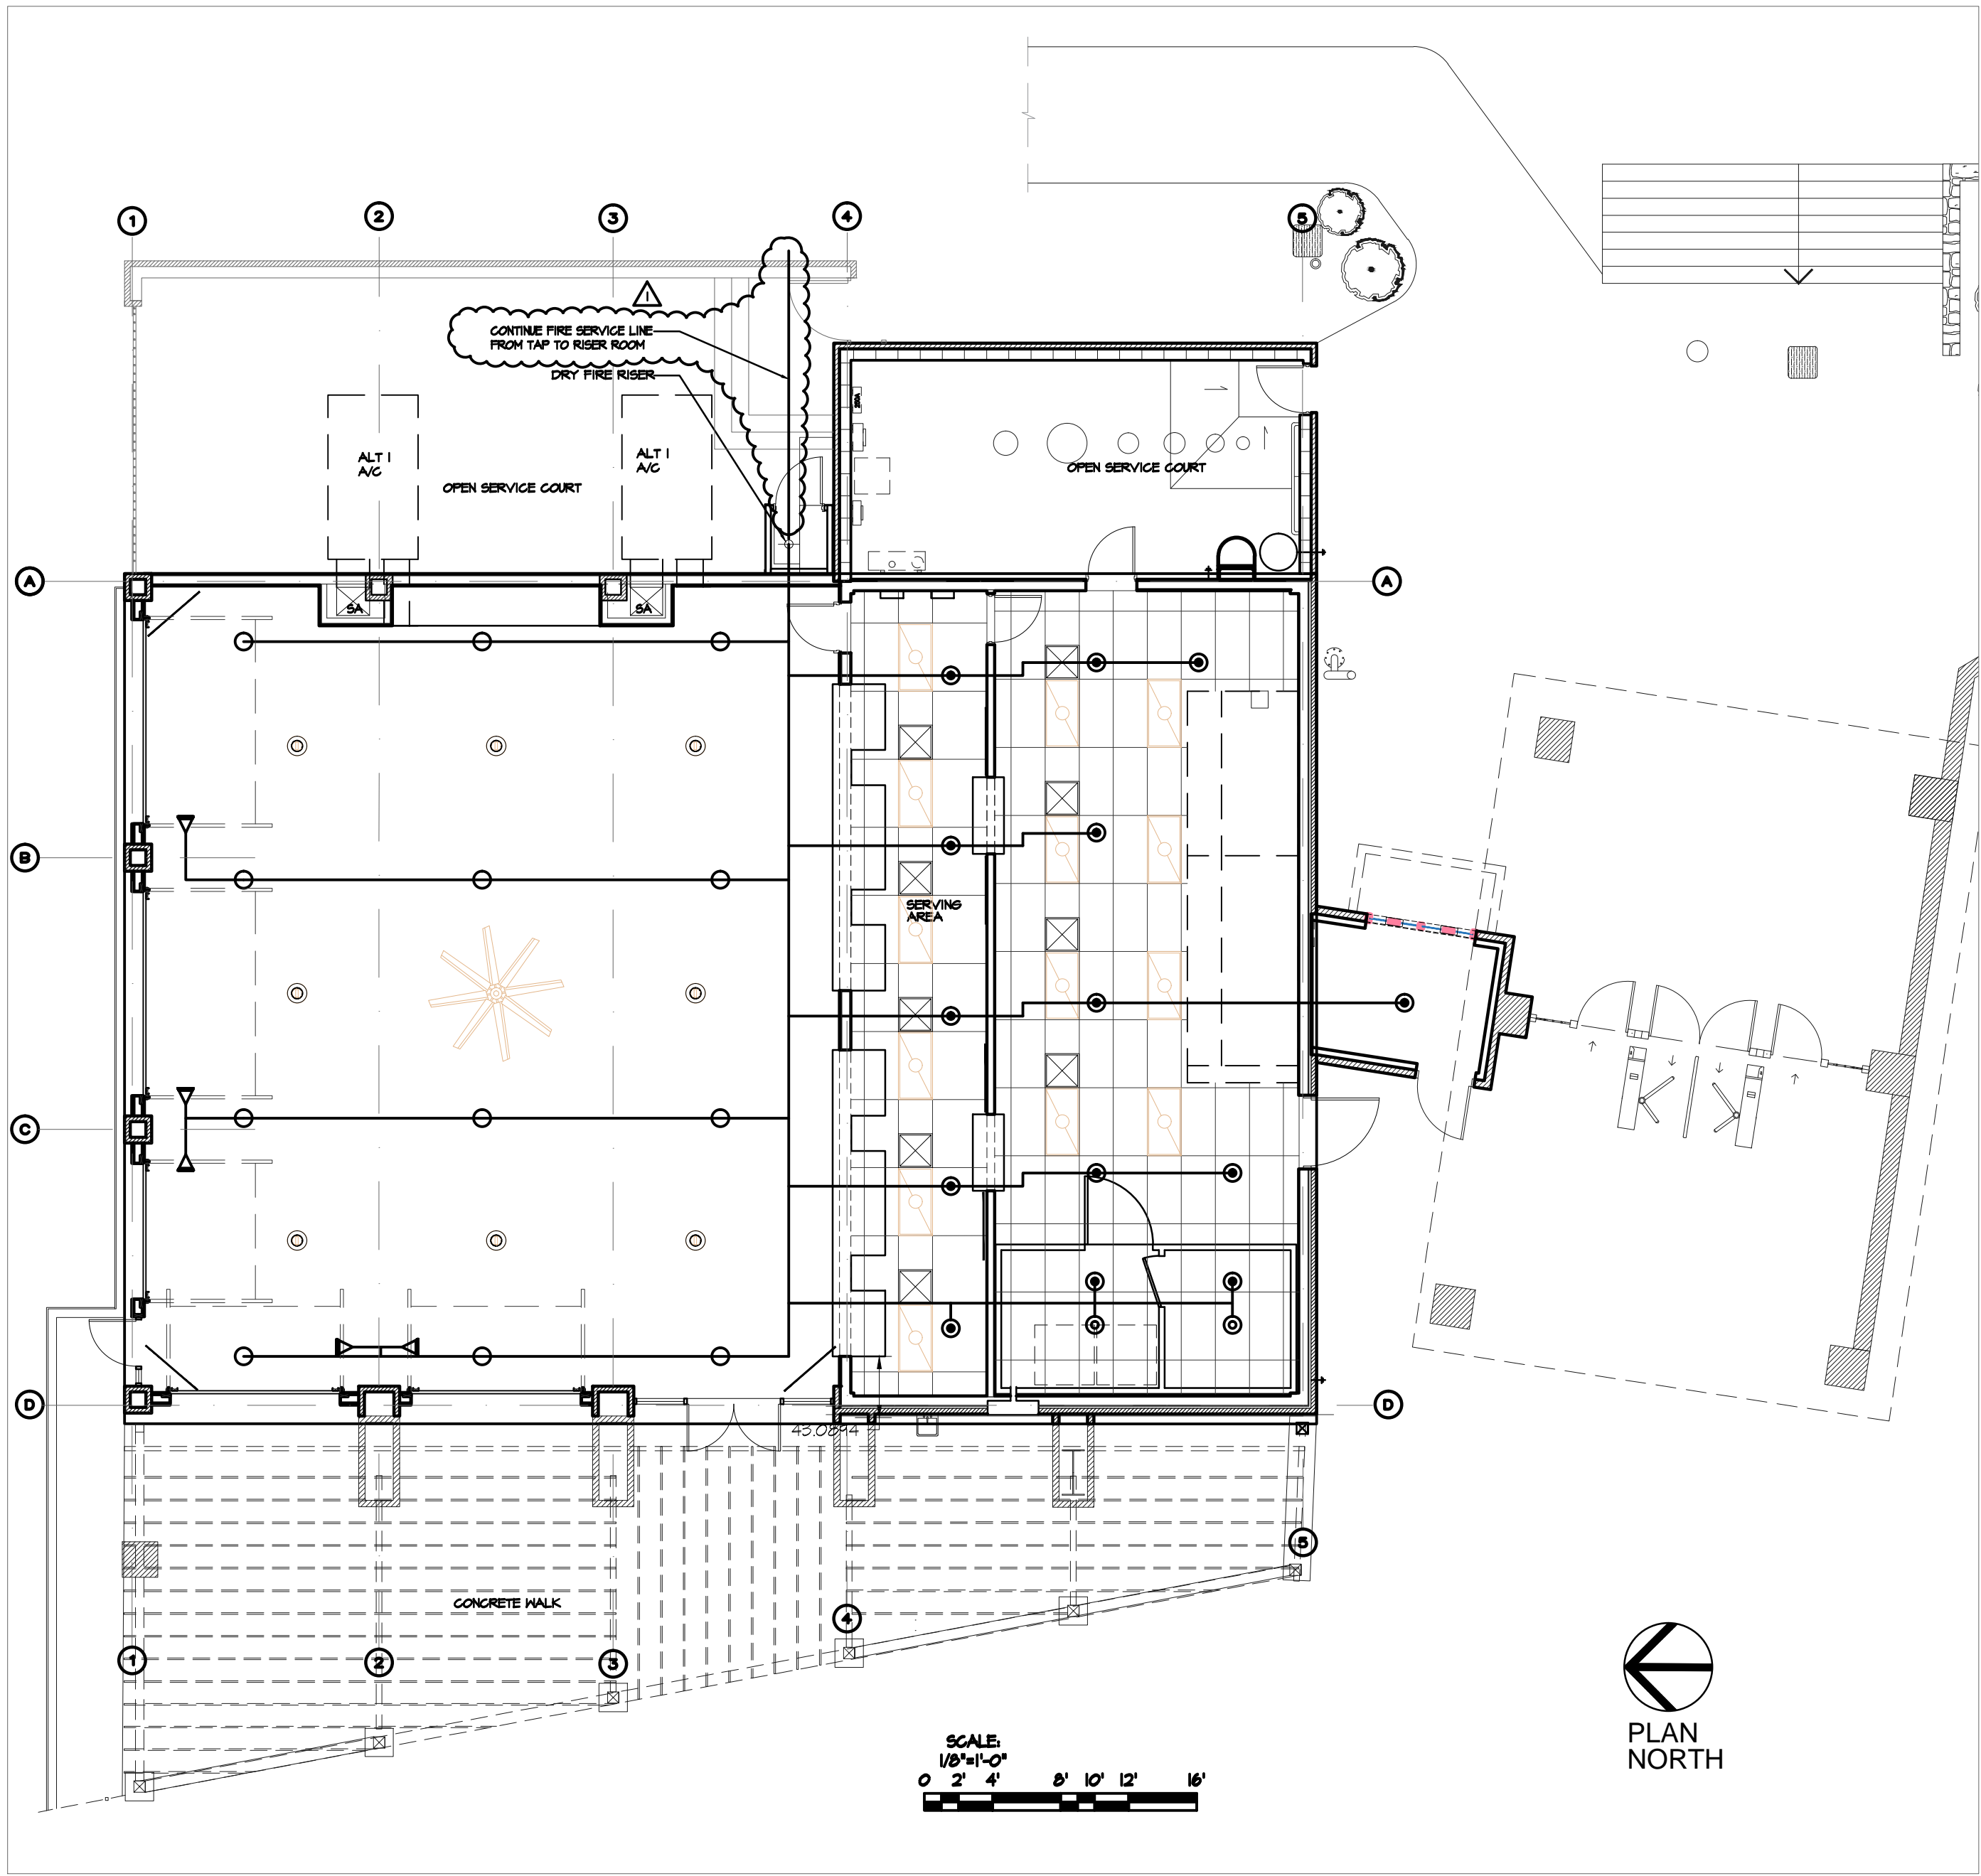 1
2
3
4
5
1
CONTINUE FIRE SERVICE LINE
FROM TAP TO RISER ROOM
DRY FIRE RISER
200A
ALT 1
A/C
ALT 1
A/C
OPEN SERVICE COURT
OPEN SERVICE COURT
A
A
SA
SA
B
SERVING
AREA
C
D
D
43.0894
5
CONCRETE WALK
4
1
2
3
PLAN
NORTH
SCALE:
1/8"=1'-0"
0 2' 4' 8' 10' 12' 16'